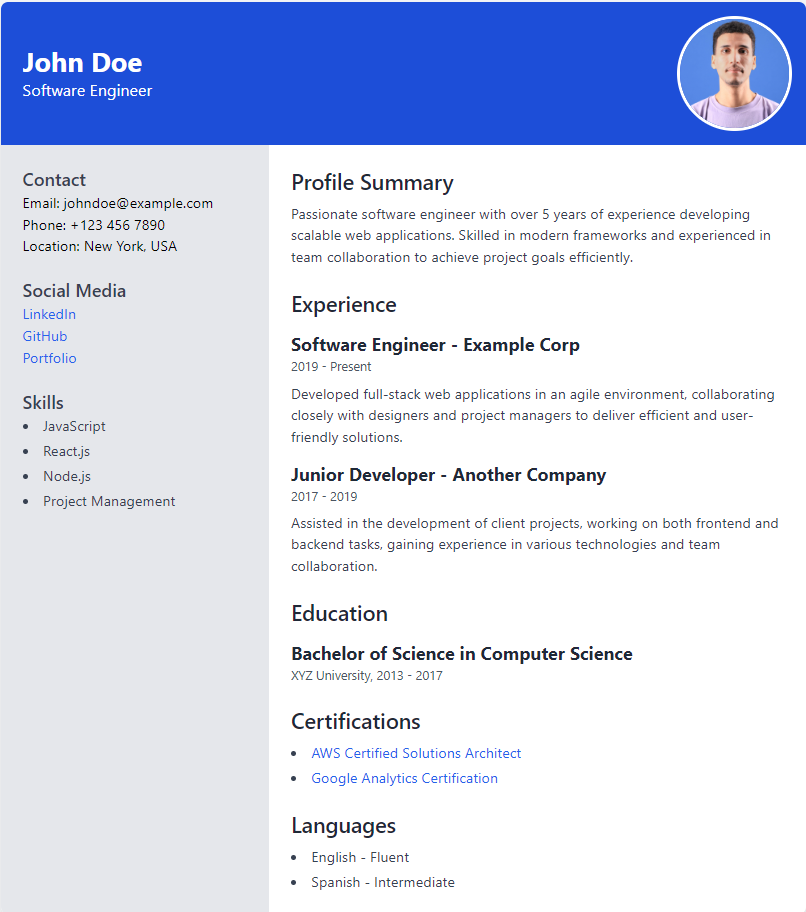 John Doe
Software Engineer
Contact
Email: johndoe@example.com
Phone: +123 456 7890
Location: New York, USA
Social Media
LinkedIn
GitHub
Portfolio
Skills
JavaScript
React.js
Node.js
Project Management
Profile Summary
Passionate software engineer with over 5 years of experience developing
scalable web applications. Skilled in modern frameworks and experienced in
team collaboration to achieve project goals efficiently.
Experience
Software Engineer - Example Corp
2019 - Present
Developed full-stack web applications in an agile environment, collaborating
closely with designers and project managers to deliver efficient and user-
friendly solutions.
Junior Developer - Another Company
2017 - 2019
Assisted in the development of client projects, working on both frontend and
backend tasks, gaining experience in various technologies and team
collaboration.
Education
Bachelor of Science in Computer Science
XYZ University, 2013 - 2017
Certifications
AWS Certified Solutions Architect
Google Analytics Certification
Languages
English - Fluent
Spanish - Intermediate